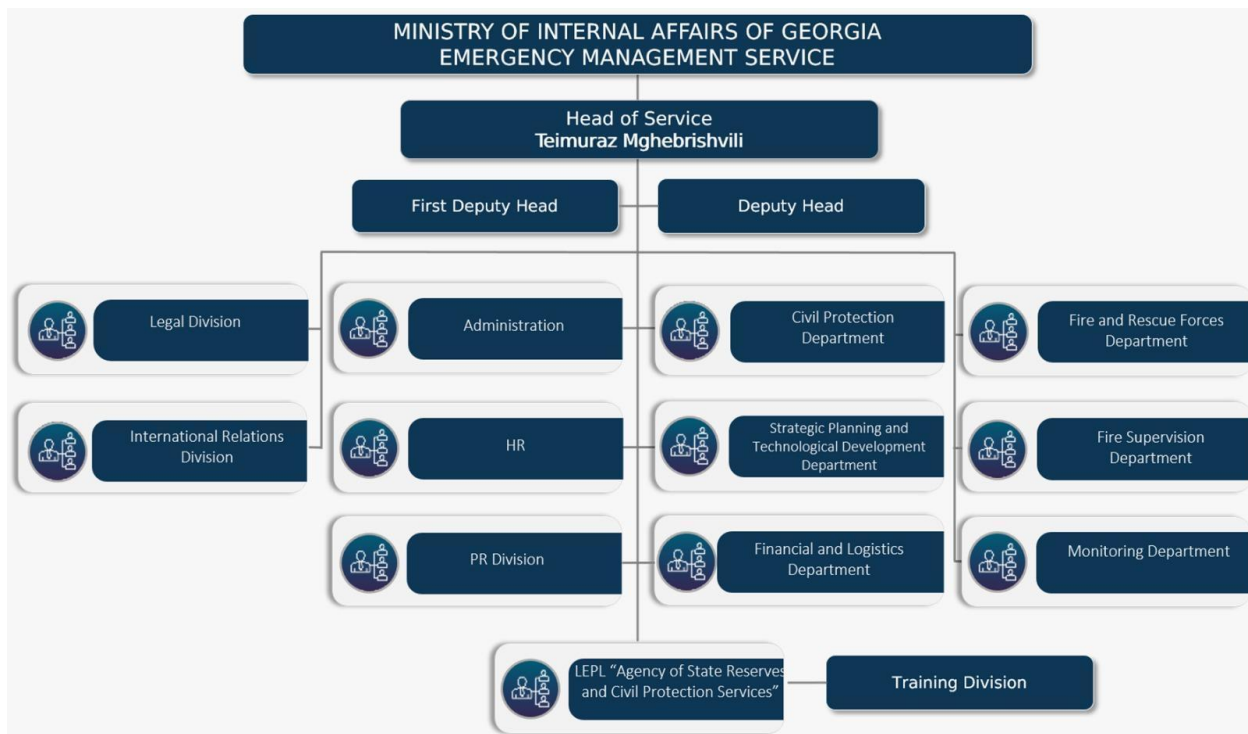 MINISTRY OF INTERNAL AFFAIRS OF GEORGIA
EMERGENCY MANAGEMENT SERVICE
Head of Service
Teimuraz Mghebrishvili
First Deputy Head
Deputy Head
Legal Division
Administration
Civil Protection
Department
Fire and Rescue Forces
Department
International Relations
Division
HR
Strategic Planning and
Technological Development
Department
Fire Supervision
Department
PR Division
Financial and Logistics
Department
Monitoring Department
LEPL “Agency of State Reserves
and Civil Protection Services”
Training Division